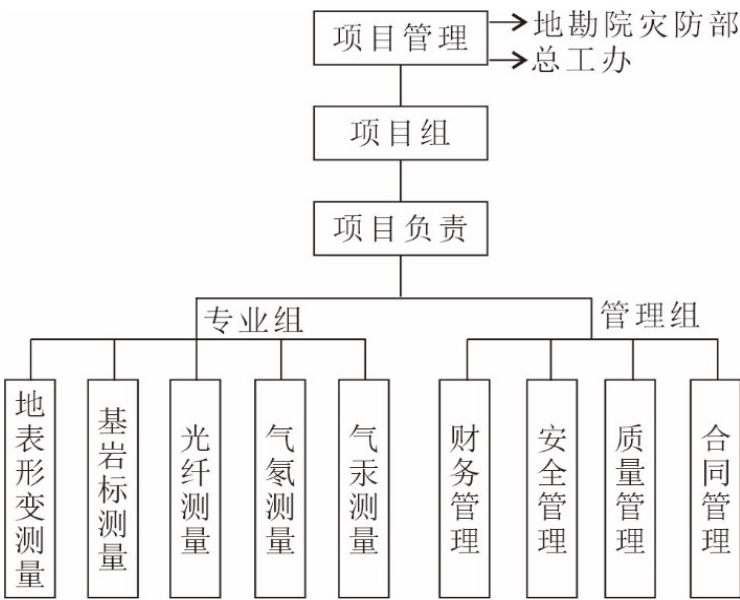 项目管理
地勘院灾防部
总工办
项目组
项目负责
专业组
管理组
地表形变测量
基岩标测量
光纤测量
气氡测量
气汞测量
财务管理
安全管理
质量管理
合同管理